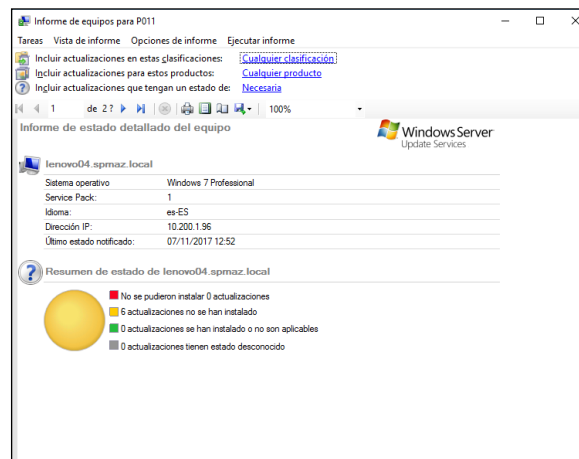 Informe de equipos para P011
Tareas Vista de informe Opciones de informe Ejecutar informe
Incluir actualizaciones en estas clasificaciones: Cualquier clasificación
Incluir actualizaciones para estos productos: Cualquier producto
Incluir actualizaciones que tengan un estado de: Necesaria
1 de 2 ? 100%
Informe de estado detallado del equipo
Windows Server
Update Services
lenovo04.spmaz.local
Sistema operativo Windows 7 Professional
Service Pack: 1
Idioma: es-ES
Dirección IP: 10.200.1.96
Último estado notificado: 07/11/2017 12:52
Resumen de estado de lenovo04.spmaz.local
No se pudieron instalar 0 actualizaciones
6 actualizaciones no se han instalado
0 actualizaciones se han instalado o no son aplicables
0 actualizaciones tienen estado desconocido